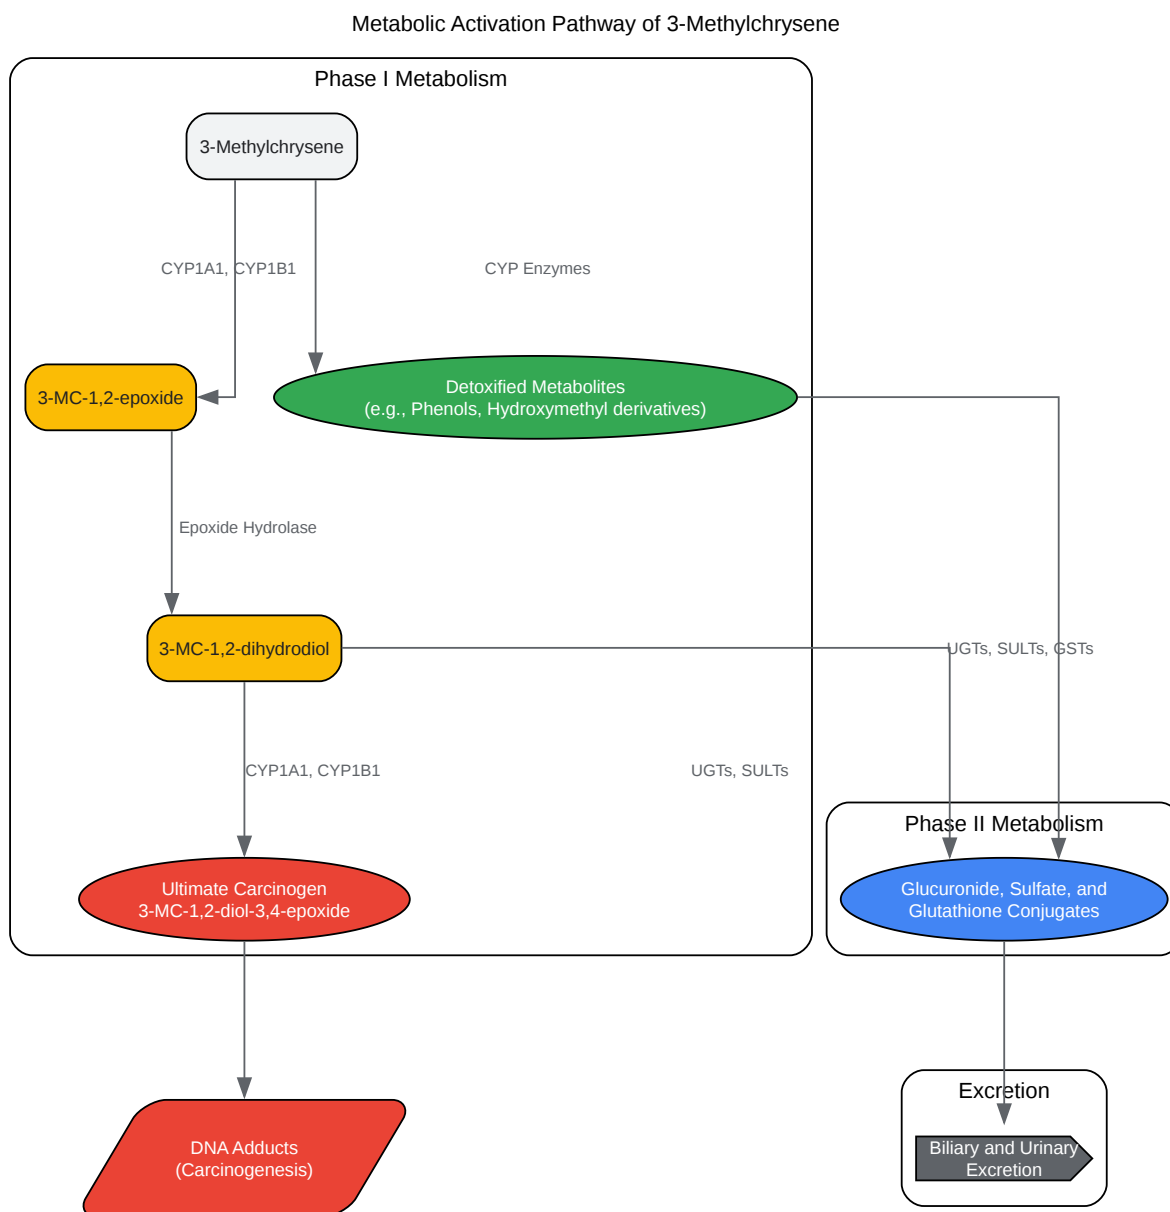 Metabolic Activation Pathway of 3-Methylchrysene
Phase I Metabolism
3-Methylchrysene
CYP1A1, CYP1B1
CYP Enzymes
3-MC-1,2-epoxide
Detoxified Metabolites
(e.g., Phenols, Hydroxymethyl derivatives)
Epoxide Hydrolase
3-MC-1,2-dihydrodiol
UGTs, SULTs, GSTs
CYP1A1, CYP1B1
UGTs, SULTs
Phase II Metabolism
Ultimate Carcinogen
3-MC-1,2-diol-3,4-epoxide
Glucuronide, Sulfate, and
Glutathione Conjugates
Excretion
DNA Adducts
(Carcinogenesis)
Biliary and Urinary
Excretion